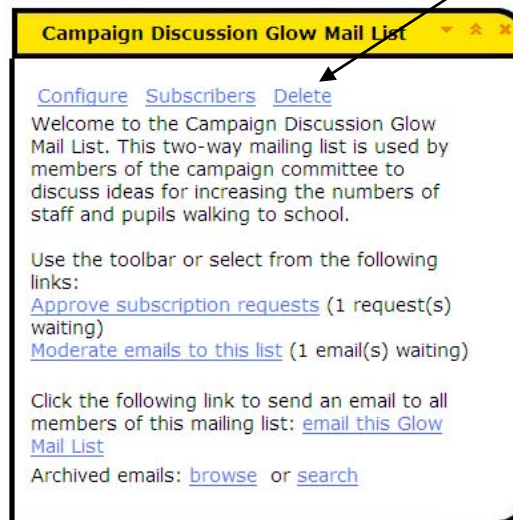 Campaign Discussion Glow Mail List
Configure Subscribers Delete
Welcome to the Campaign Discussion Glow
Mail List. This two-way mailing list is used by
members of the campaign committee to
discuss ideas for increasing the numbers of
staff and pupils walking to school.
Use the toolbar or select from the following
links:
Approve subscription requests (1 request(s)
waiting)
Moderate emails to this list (1 email(s) waiting)
Click the following link to send an email to all
members of this mailing list: email this Glow
Mail List
Archived emails: browse or search